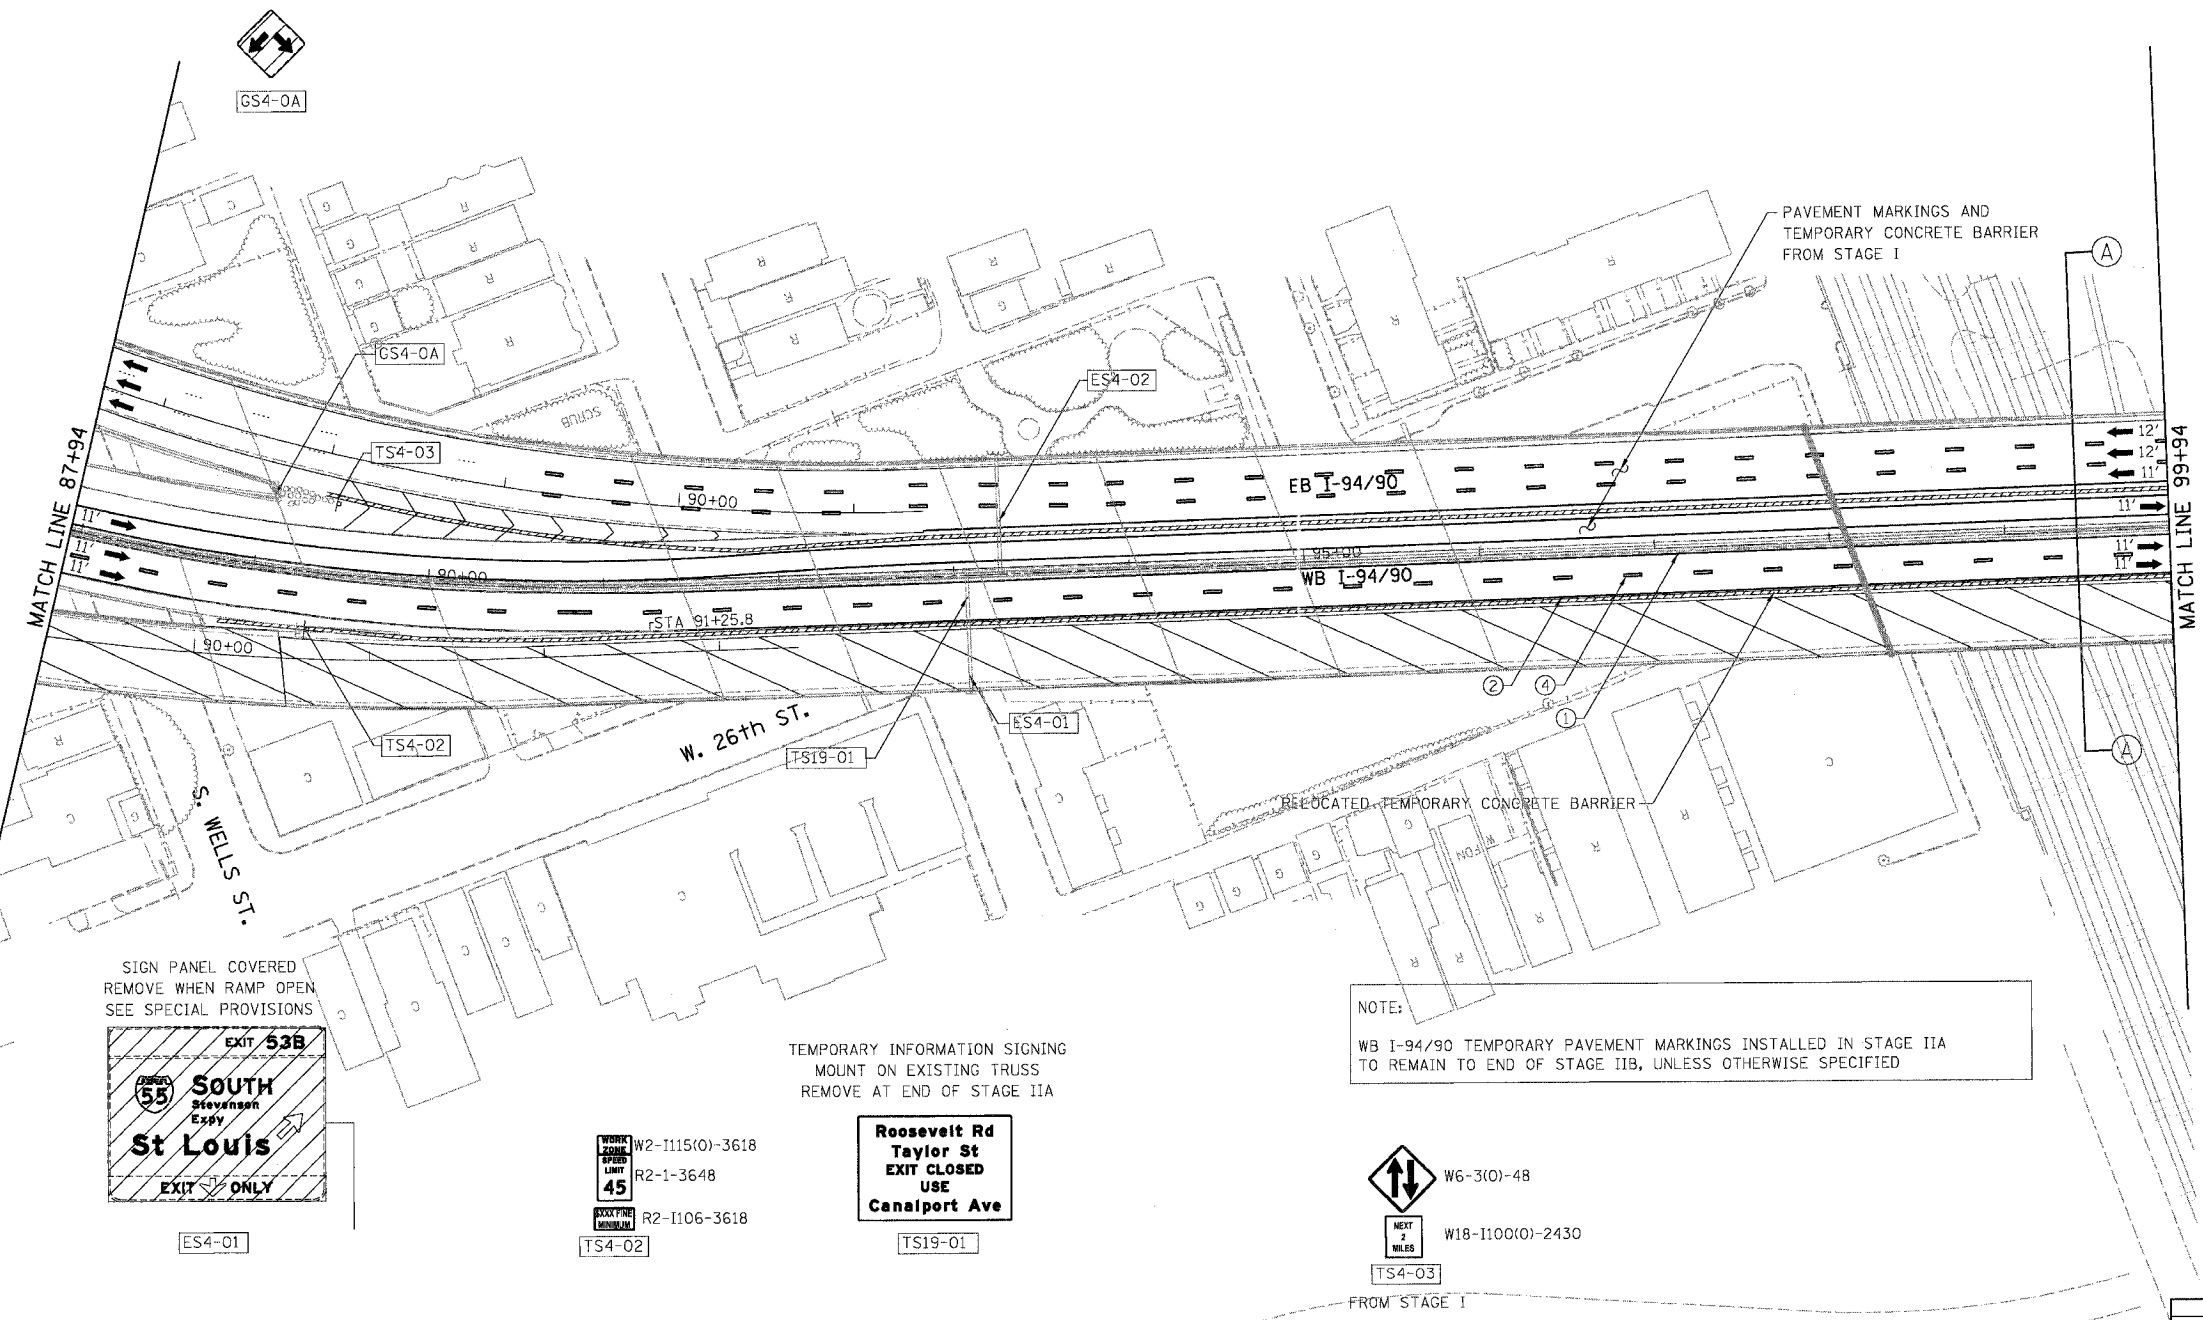 GS4-0A
PAVEMENT MARKINGS AND
TEMPORARY CONCRETE BARRIER
FROM STAGE I
A
GS4-0A
ES4-02
SCRUB
TS4-03
MATCH LINE 87+94
MATCH LINE 99+94
12'
12'
11'
11'
11'
11'
EB I-94/90
90+00
11'
11'
11'
90+00
95+00
WB I-94/90
STA 91+25.8
90+00
2
4
1
TS4-02
W. 26th ST.
TS19-01
ES4-01
A
RELOCATED TEMPORARY CONCRETE BARRIER
S. WELLS ST.
SIGN PANEL COVERED
REMOVE WHEN RAMP OPEN
SEE SPECIAL PROVISIONS
EXIT 53B
55
SOUTH
Stevenson
Expy
St Louis
EXIT ONLY
ES4-01
WORK
ZONE
W2-I115(O)-3618
SPEED
LIMIT
45
R2-1-3648
$XXX FINE
MINIMUM
R2-I106-3618
TS4-02
TEMPORARY INFORMATION SIGNING
MOUNT ON EXISTING TRUSS
REMOVE AT END OF STAGE IIA
Roosevelt Rd
Taylor St
EXIT CLOSED
USE
Canalport Ave
TS19-01
NOTE:
WB I-94/90 TEMPORARY PAVEMENT MARKINGS INSTALLED IN STAGE IIA
TO REMAIN TO END OF STAGE IIB, UNLESS OTHERWISE SPECIFIED
W6-3(O)-48
NEXT
2
MILES
W18-I100(O)-2430
TS4-03
FROM STAGE I